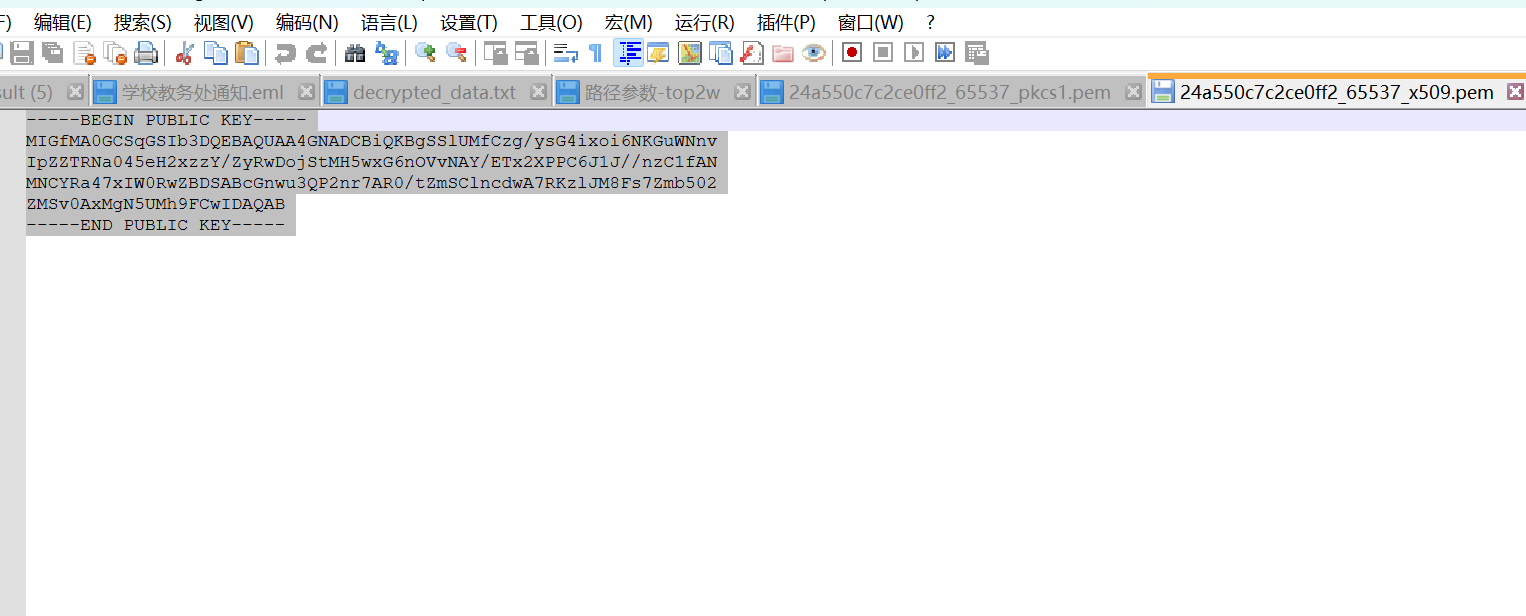 编辑(E) 搜索(S) 视图(V) 编码(N) 语言(L) 设置(T) 工具(O) 宏(M) 运行(R) 插件(P) 窗口(W) ?
(5) 学校教务处通知.eml decrypted_data.txt 路径参数-top2w 24a550c7c2ce0ff2_65537_pkcs1.pem 24a550c7c2ce0ff2_65537_x509.pem
-----BEGIN PUBLIC KEY-----
MIGfMA0GCSqGSIb3DQEBAQUAA4GNADCBiQKBgSSlUMfCzg/ysG4ixoi6NKGuWNnv
IpZZTRNa045eH2xzzY/ZyRwDojStMH5wxG6nOVvNAY/ETx2XPPC6J1J//nzC1fAN
MNCYRa47xIW0RwZBDSABcGnwu3QP2nr7AR0/tZmSClncdwA7RKzlJM8Fs7Zmb502
ZMSv0AxMgN5UMh9FCwIDAQAB
-----END PUBLIC KEY-----